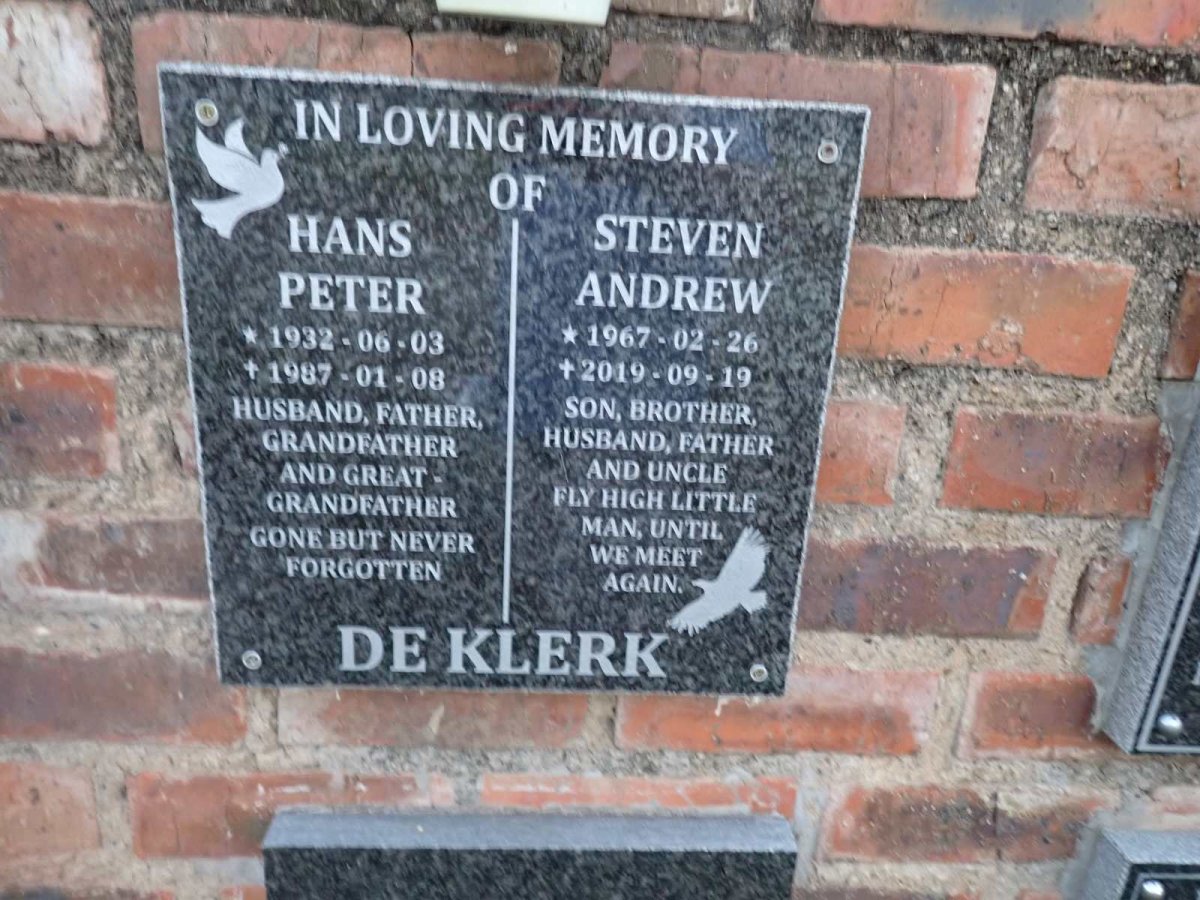 IN LOVING MEMORY
OF
HANS
PETER
★ 1932 - 06 - 03
✝ 1987 - 01 - 08
HUSBAND, FATHER,
GRANDFATHER
AND GREAT -
GRANDFATHER
GONE BUT NEVER
FORGOTTEN
STEVEN
ANDREW
★ 1967 - 02 - 26
✝ 2019 - 09 - 19
SON, BROTHER,
HUSBAND, FATHER
AND UNCLE
FLY HIGH LITTLE
MAN, UNTIL
WE MEET
AGAIN.
DE KLERK